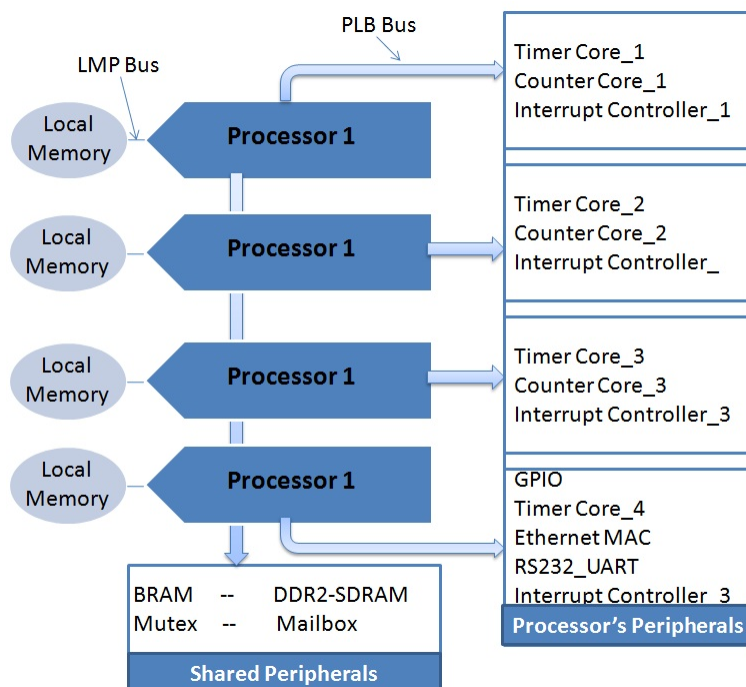 PLB Bus
LMP Bus
Local
Memory
Processor 1
Timer Core_1
Counter Core_1
Interrupt Controller_1
Local
Memory
Processor 1
Timer Core_2
Counter Core_2
Interrupt Controller_
Local
Memory
Processor 1
Timer Core_3
Counter Core_3
Interrupt Controller_3
Local
Memory
Processor 1
GPIO
Timer Core_4
Ethernet MAC
RS232_UART
Interrupt Controller_3
Processor's Peripherals
BRAM -- DDR2-SDRAM
Mutex -- Mailbox
Shared Peripherals